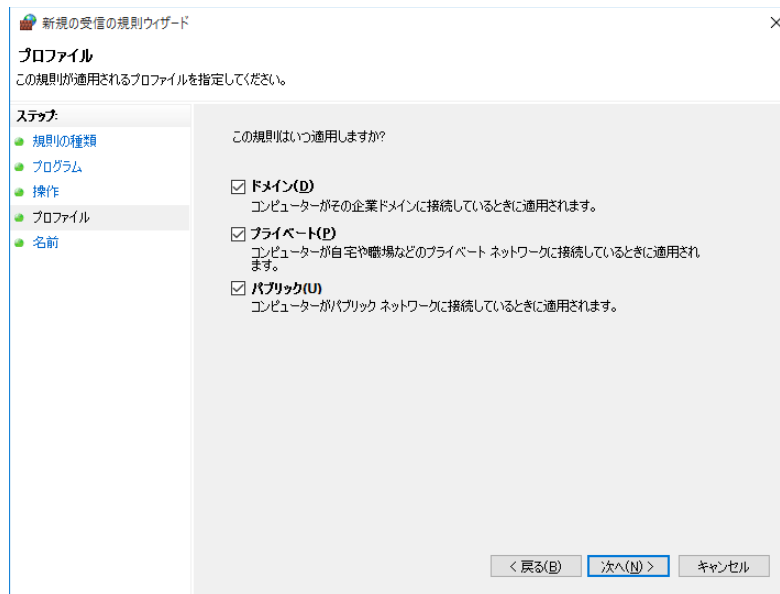 新規の受信の規則ウィザード
プロファイル
この規則が適用されるプロファイルを指定してください。
ステップ:
規則の種類
プログラム
操作
プロファイル
名前
この規則はいつ適用しますか?
ドメイン(D)
コンピューターがその企業ドメインに接続しているときに適用されます。
プライベート(P)
コンピューターが自宅や職場などのプライベート ネットワークに接続しているときに適用され
ます。
パブリック(U)
コンピューターがパブリック ネットワークに接続しているときに適用されます。
< 戻る(B)
次へ(N) >
キャンセル